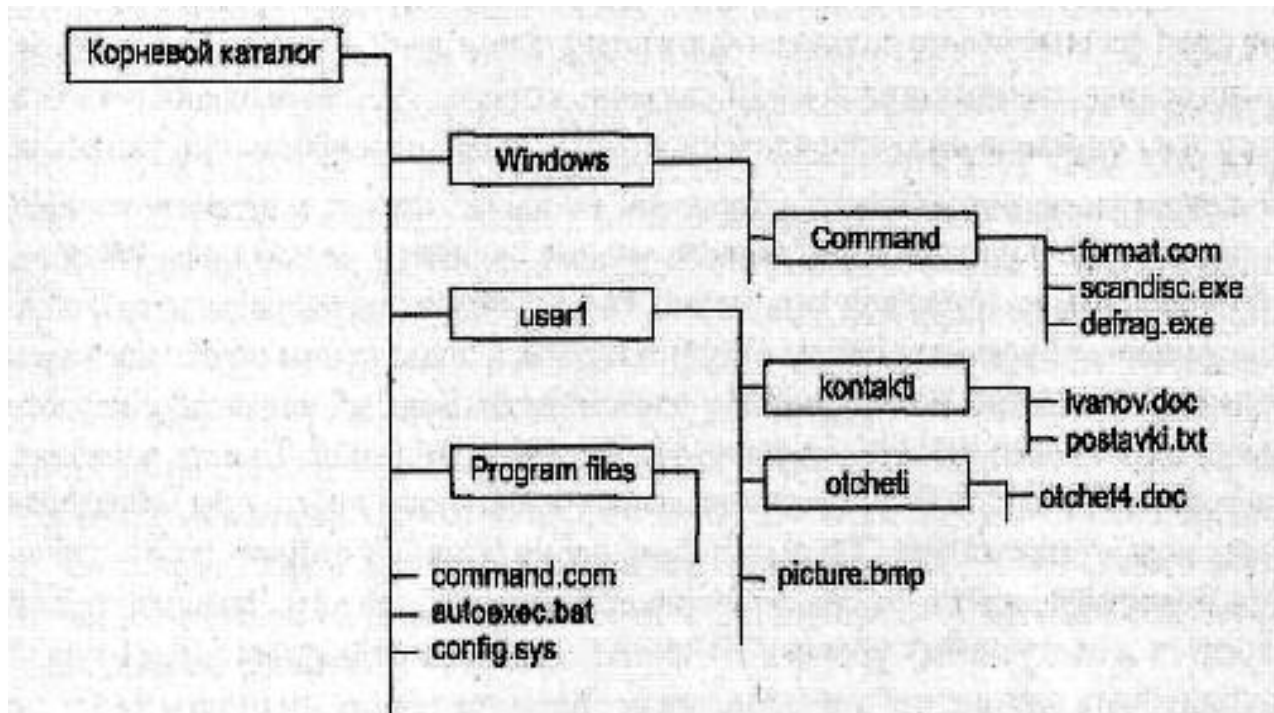 Корневой каталог
Windows
Command
format.com
scandisc.exe
defrag.exe
user1
kontakti
ivanov.doc
postavki.txt
Program files
otcheti
otchet4.doc
command.com
picture.bmp
autoexec.bat
config.sys